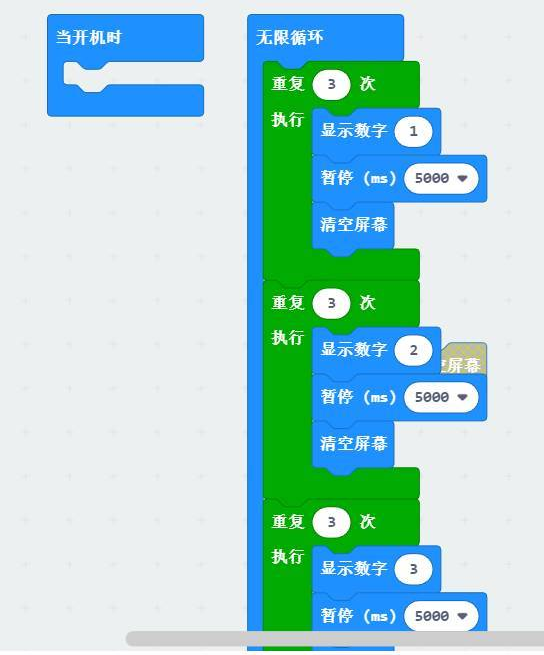 当开机时
无限循环
重复 3 次
执行
显示数字 1
暂停 (ms) 5000
清空屏幕
重复 3 次
执行
显示数字 2
屏幕
暂停 (ms) 5000
清空屏幕
重复 3 次
执行
显示数字 3
暂停 (ms) 5000